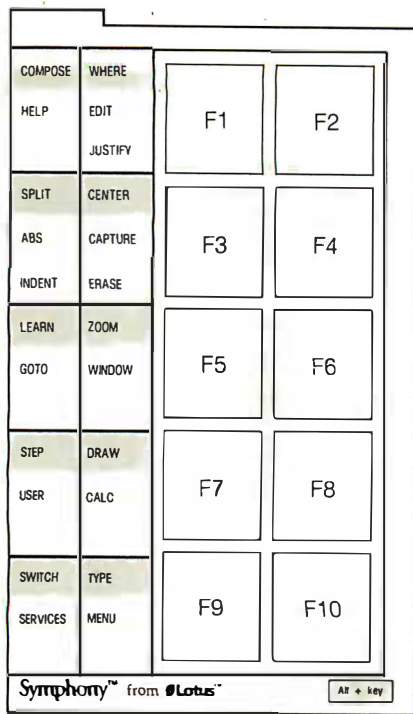 COMPOSE WHERE
HELP EDIT
JUSTIFY
F1 F2
SPLIT CENTER
ABS CAPTURE
INDENT ERASE
F3 F4
LEARN ZOOM
GOTO WINDOW
F5 F6
STEP DRAW
USER CALC
F7 F8
SWITCH TYPE
SERVICES MENU
F9 F10
Symphony™ from Lotus™
Alt + key